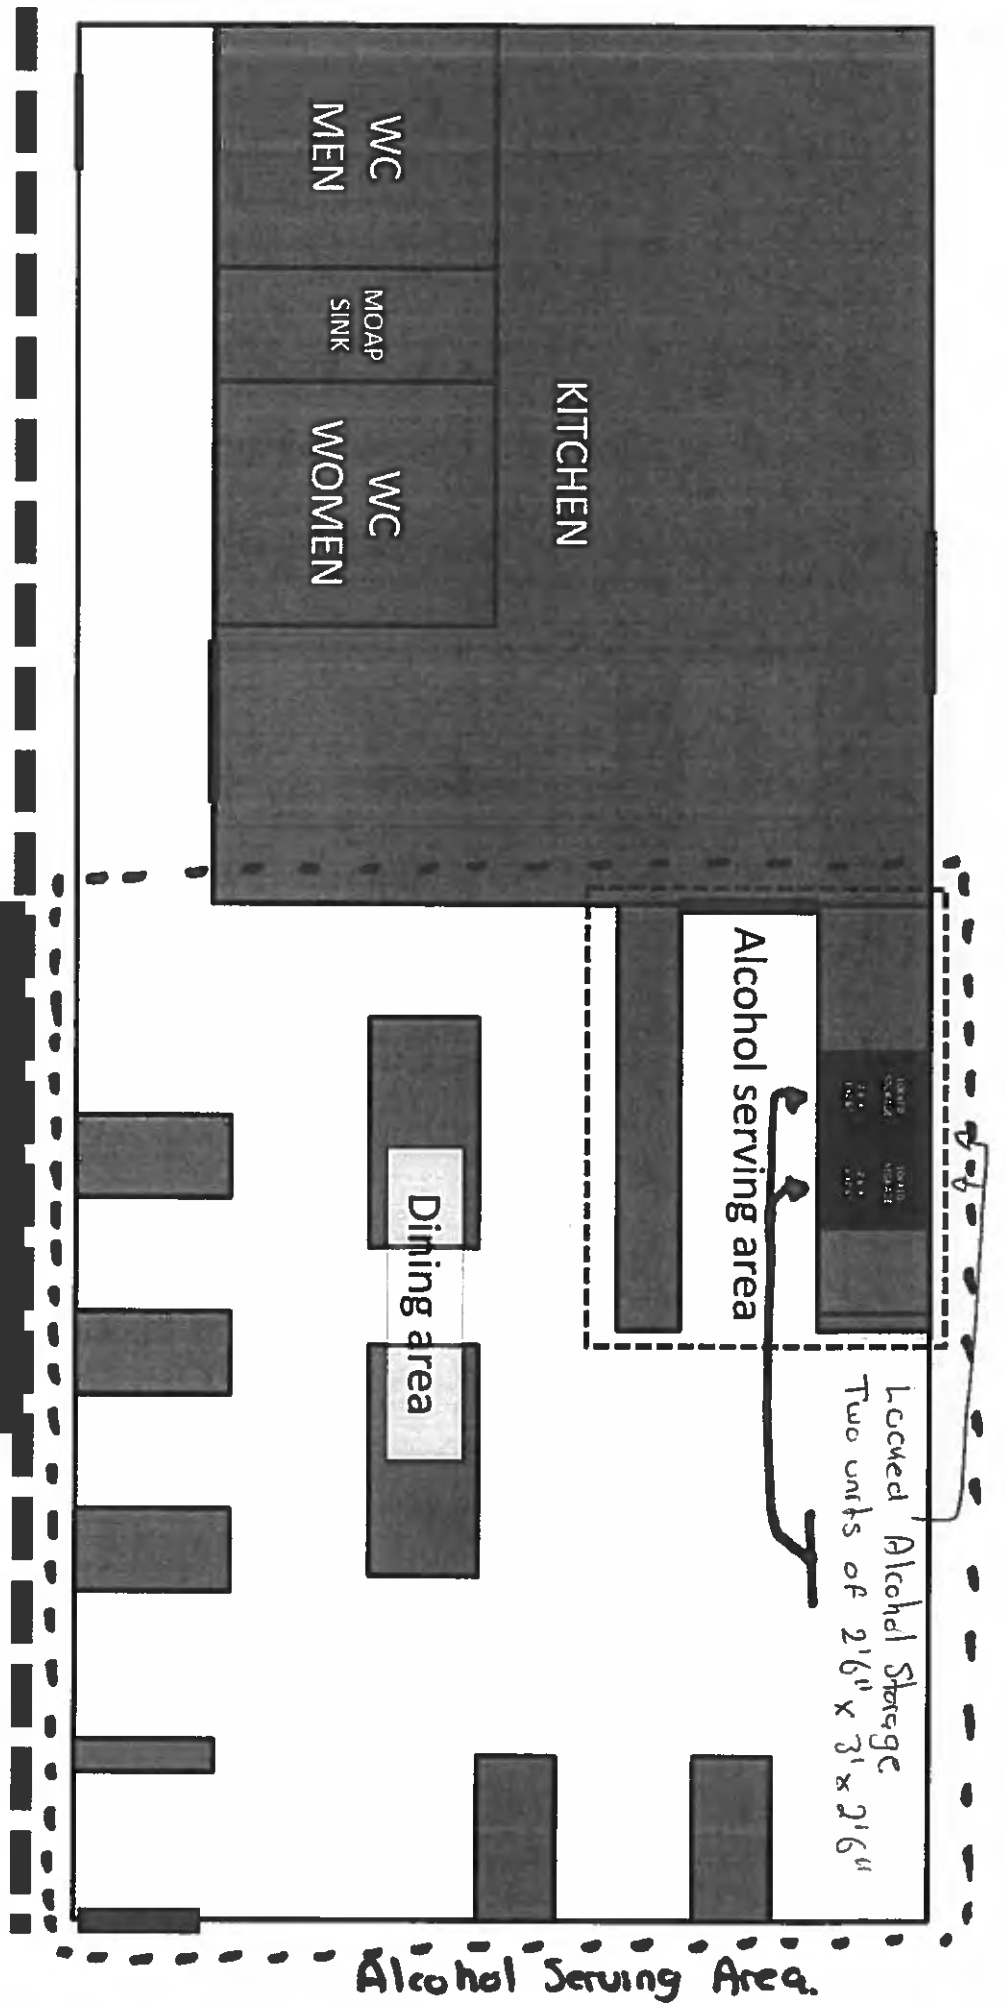 WC
MEN
MOAP
SINK
WC
WOMEN
KITCHEN
Alcohol serving area
Dining area
Locked Alcohol Storage
Two units of 2'6" x 3' x 2'6"
Alcohol Serving Area.